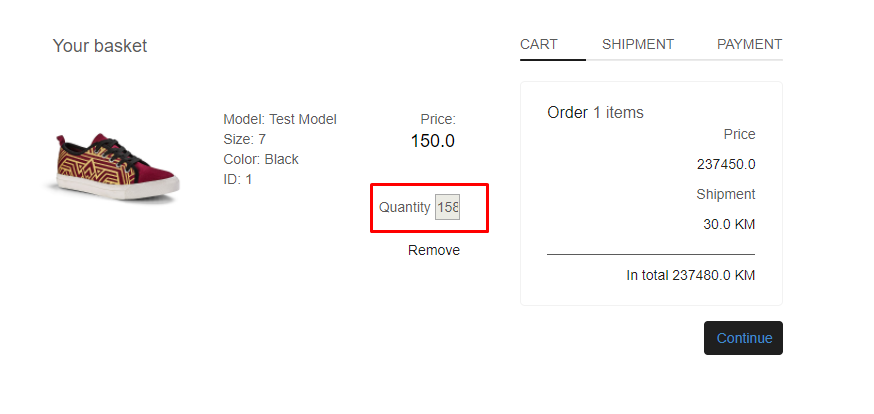 Your basket
CART SHIPMENT PAYMENT
Model: Test Model
Size: 7
Color: Black
ID: 1
Price:
150.0
Quantity 158
Remove
Order 1 items
Price
237450.0
Shipment
30.0 KM
In total 237480.0 KM
Continue